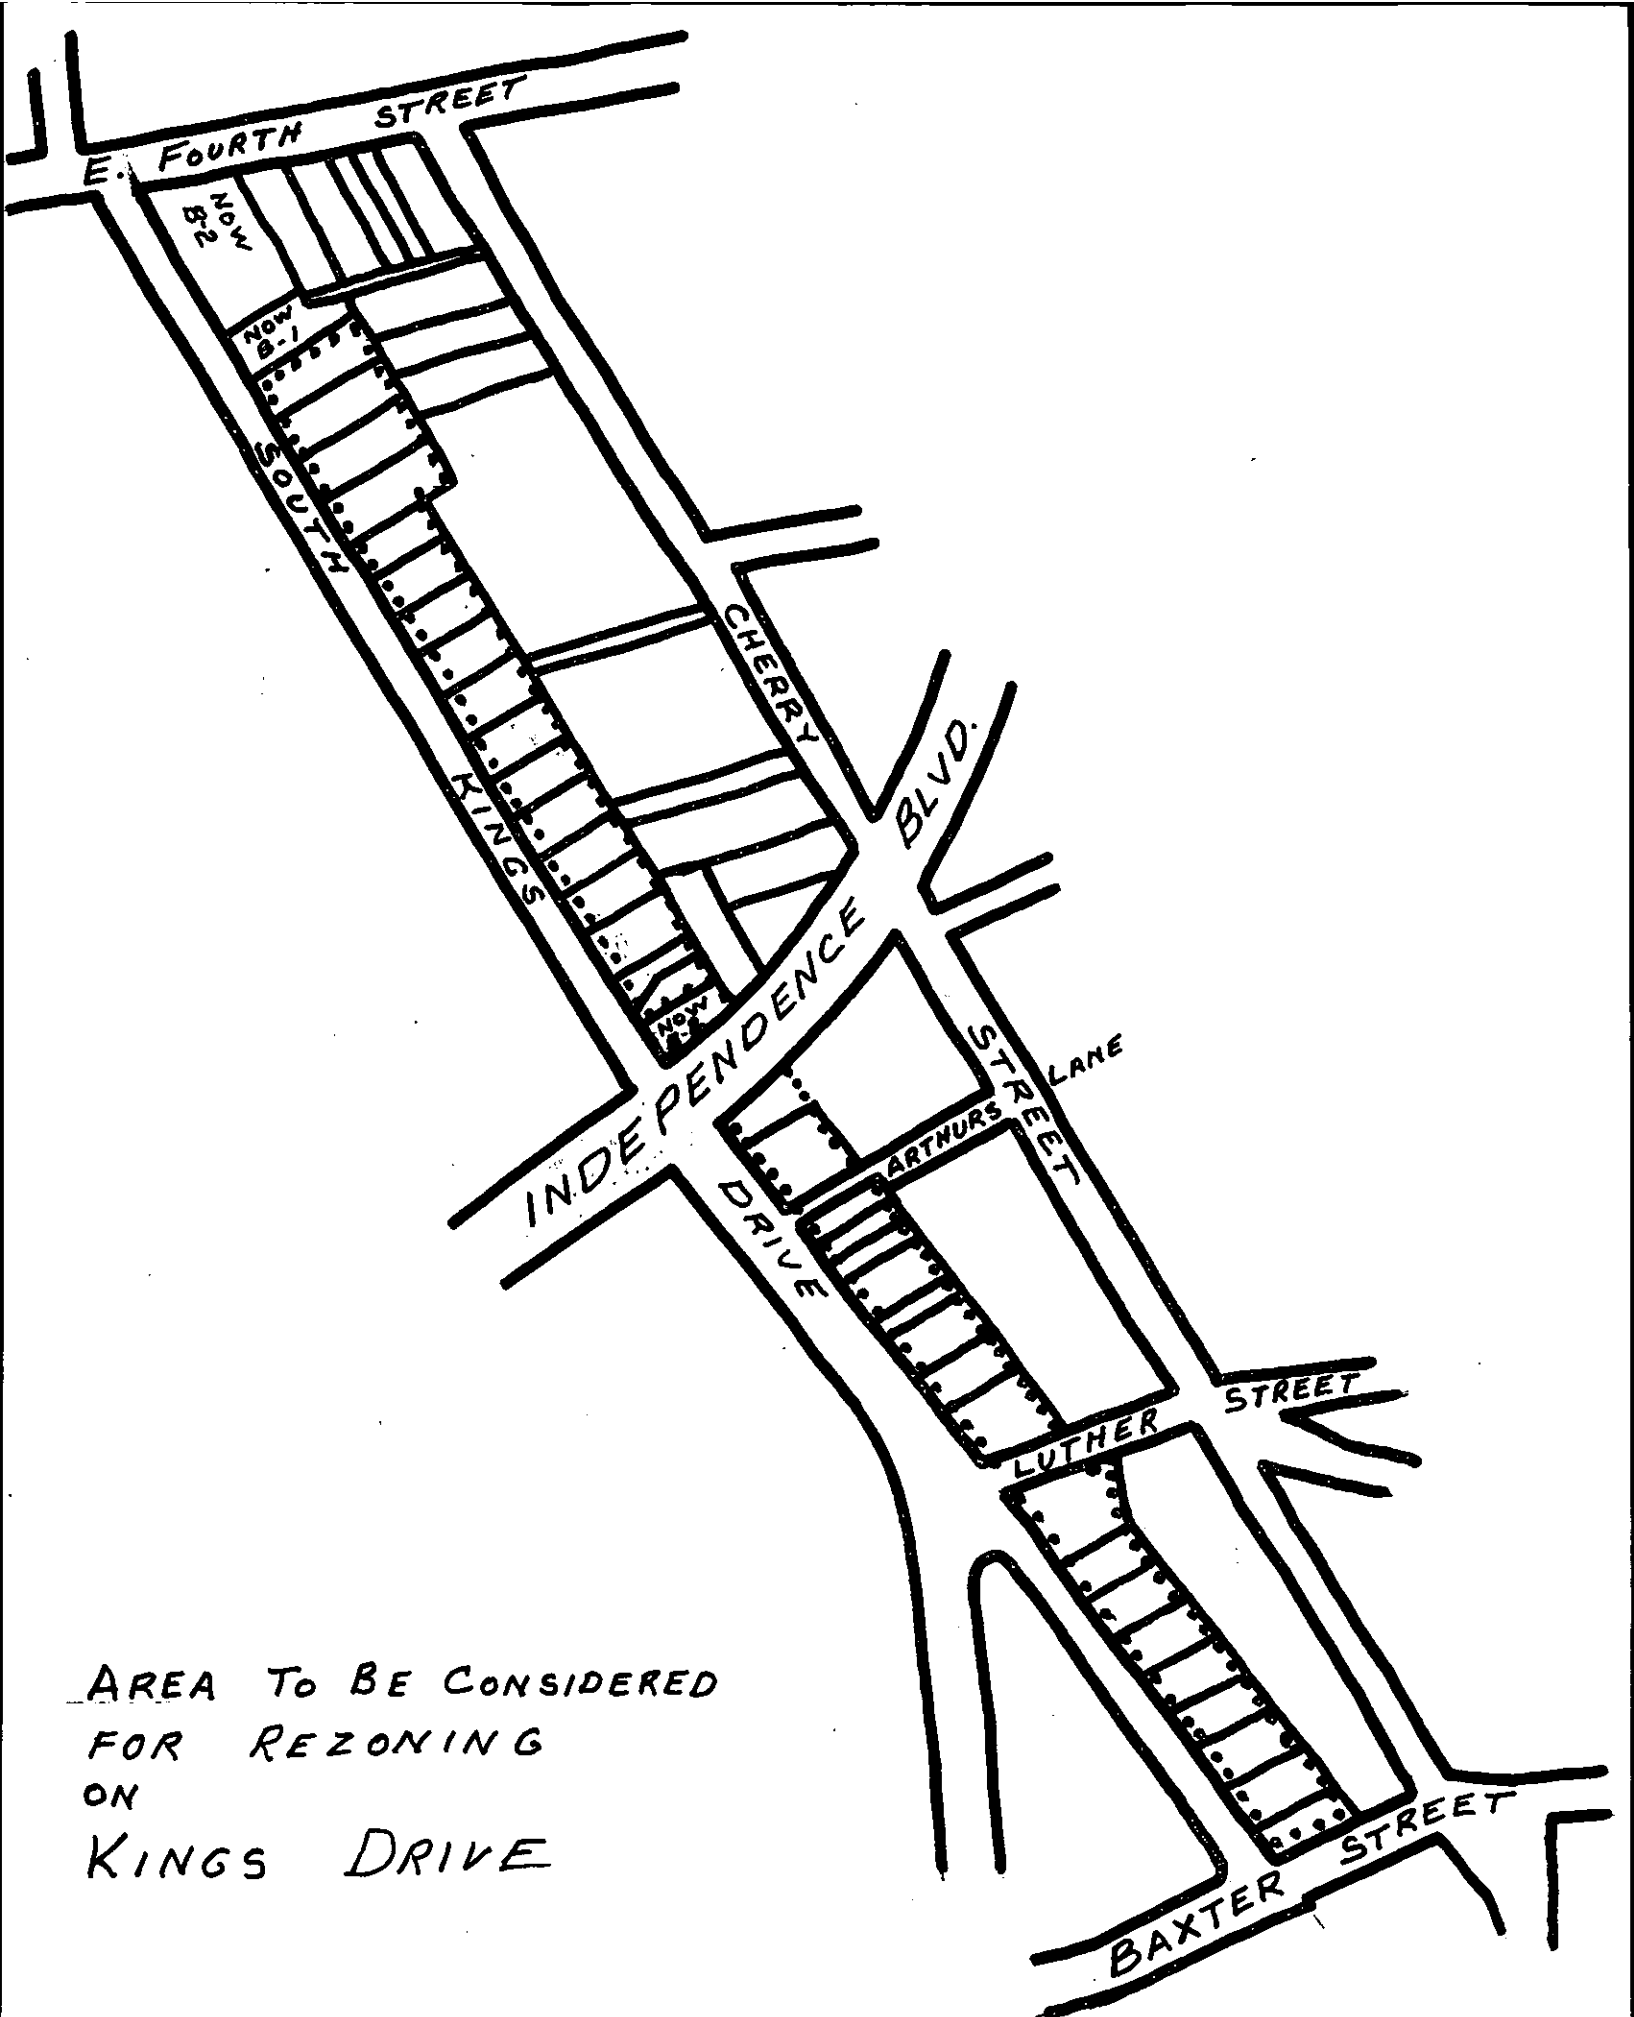 E. FOURTH STREET
NOW
B-2
NOW
B-1
SOUTH
KINGS
DRIVE
CHERRY
STREET
INDEPENDENCE BLVD.
NOW
ARTHURS LANE
LUTHER STREET
BAXTER STREET
AREA TO BE CONSIDERED
FOR REZONING
ON
KINGS DRIVE